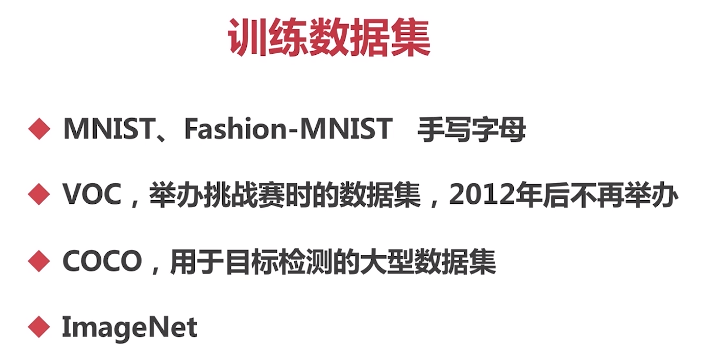 训练数据集
MNIST、Fashion-MNIST 手写字母
VOC，举办挑战赛时的数据集，2012年后不再举办
COCO，用于目标检测的大型数据集
ImageNet